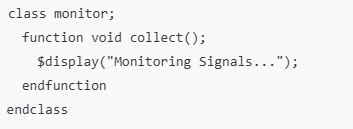 class monitor;
  function void collect();
    $display("Monitoring Signals...");
  endfunction
endclass